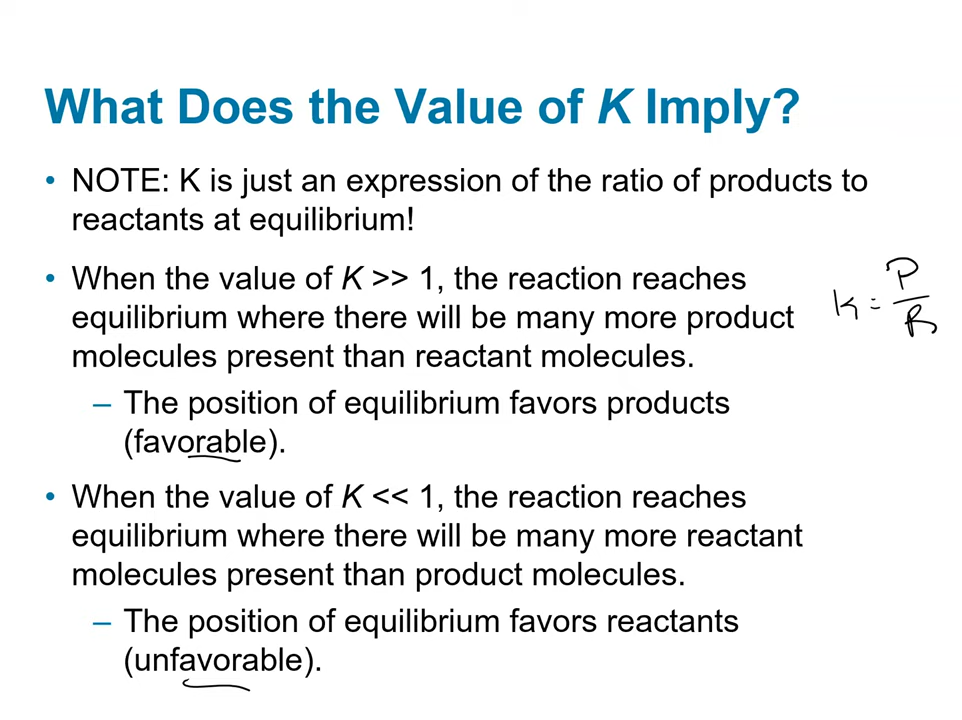 What Does the Value of K Imply?
• NOTE: K is just an expression of the ratio of products to
reactants at equilibrium!
• When the value of K >> 1, the reaction reaches
equilibrium where there will be many more product
molecules present than reactant molecules.
K = P
R
– The position of equilibrium favors products
(favorable).
• When the value of K << 1, the reaction reaches
equilibrium where there will be many more reactant
molecules present than product molecules.
– The position of equilibrium favors reactants
(unfavorable).